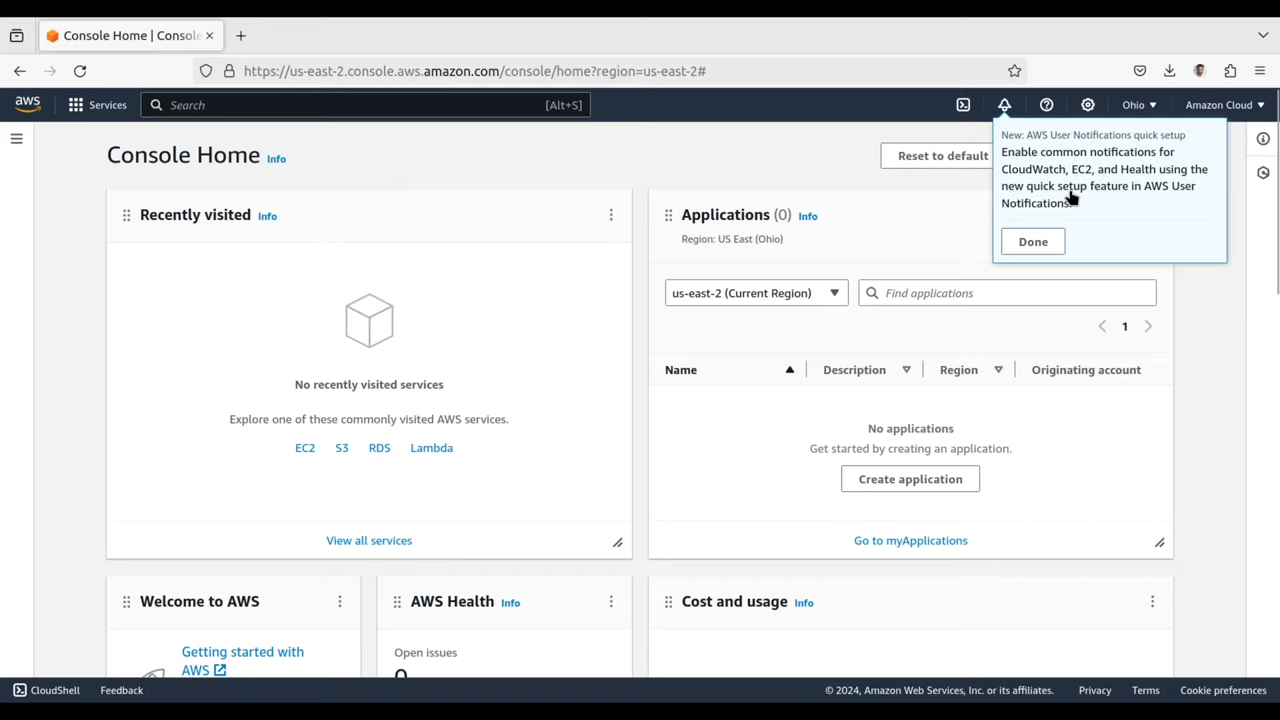 Console Home | Console
https://us-east-2.console.aws.amazon.com/console/home?region=us-east-2#
aws
Services
Search
[Alt+S]
Ohio
Amazon Cloud
New: AWS User Notifications quick setup
Enable common notifications for
CloudWatch, EC2, and Health using the
new quick setup feature in AWS User
Notifications.
Done
Console Home Info
Reset to default
Recently visited Info
No recently visited services
Explore one of these commonly visited AWS services.
EC2 S3 RDS Lambda
View all services
Applications (0) Info
Region: US East (Ohio)
us-east-2 (Current Region)
Find applications
1
Name Description Region Originating account
No applications
Get started by creating an application.
Create application
Go to myApplications
Welcome to AWS
Getting started with
AWS
AWS Health Info
Open issues
0
Cost and usage Info
CloudShell Feedback
© 2024, Amazon Web Services, Inc. or its affiliates. Privacy Terms Cookie preferences